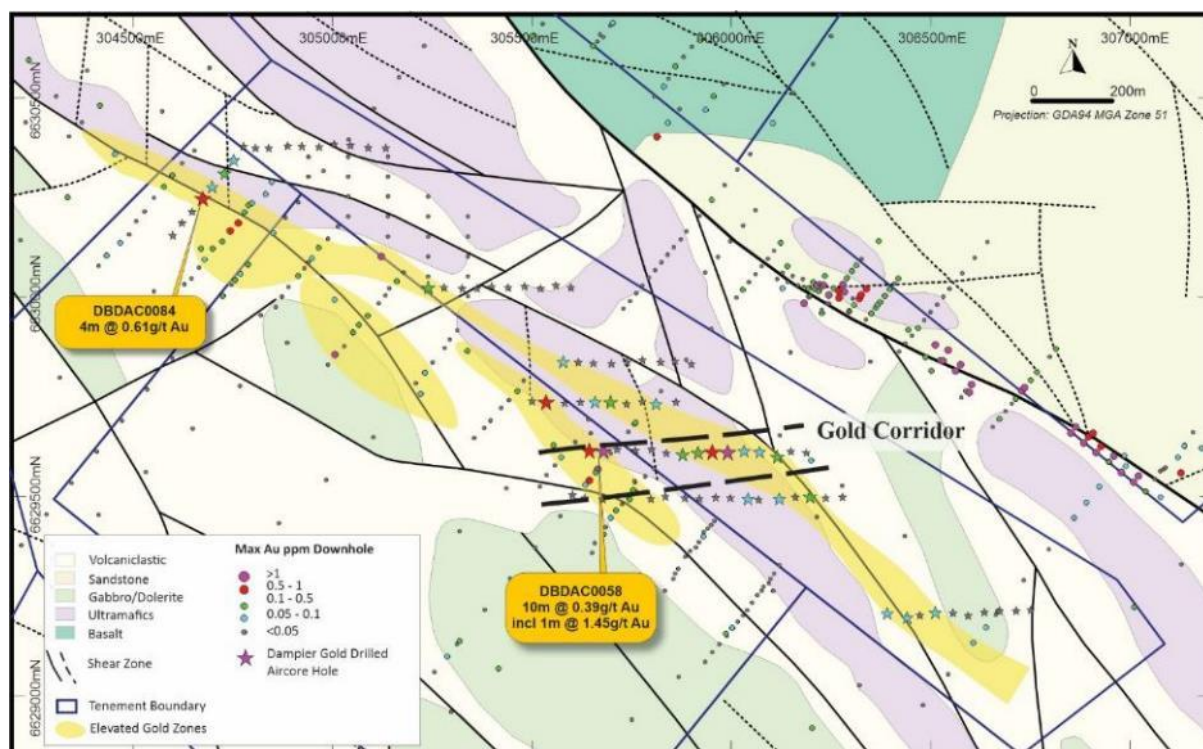 304500mE 305000mE 305500mE 306000mE 306500mE 307000mE
6630500mN
6630000mN
6629500mN
6629000mN
N
0 200m
Projection: GDA94 MGA Zone 51
DBDAC0084
4m @ 0.61g/t Au
Gold Corridor
DBDAC0058
10m @ 0.39g/t Au
incl 1m @ 1.45g/t Au
Volcaniclastic
Sandstone
Gabbro/Dolerite
Ultramafics
Basalt
Shear Zone
Tenement Boundary
Elevated Gold Zones
Max Au ppm Downhole
>1
0.5 - 1
0.1 - 0.5
0.05 - 0.1
<0.05
Dampier Gold Drilled
Aircore Hole